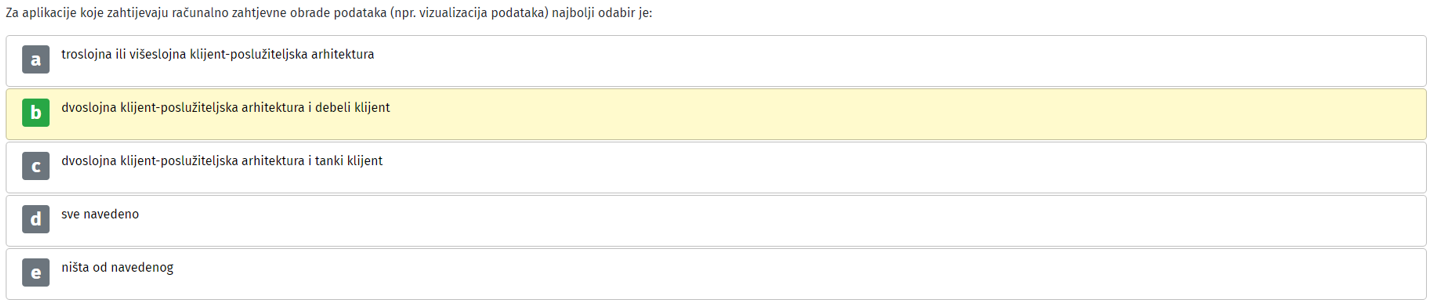 Za aplikacije koje zahtijevaju računalno zahtjevne obrade podataka (npr. vizualizacija podataka) najbolji odabir je:
a troslojna ili višeslojna klijent-poslužiteljska arhitektura
b dvoslojna klijent-poslužiteljska arhitektura i debeli klijent
c dvoslojna klijent-poslužiteljska arhitektura i tanki klijent
d sve navedeno
e ništa od navedenog